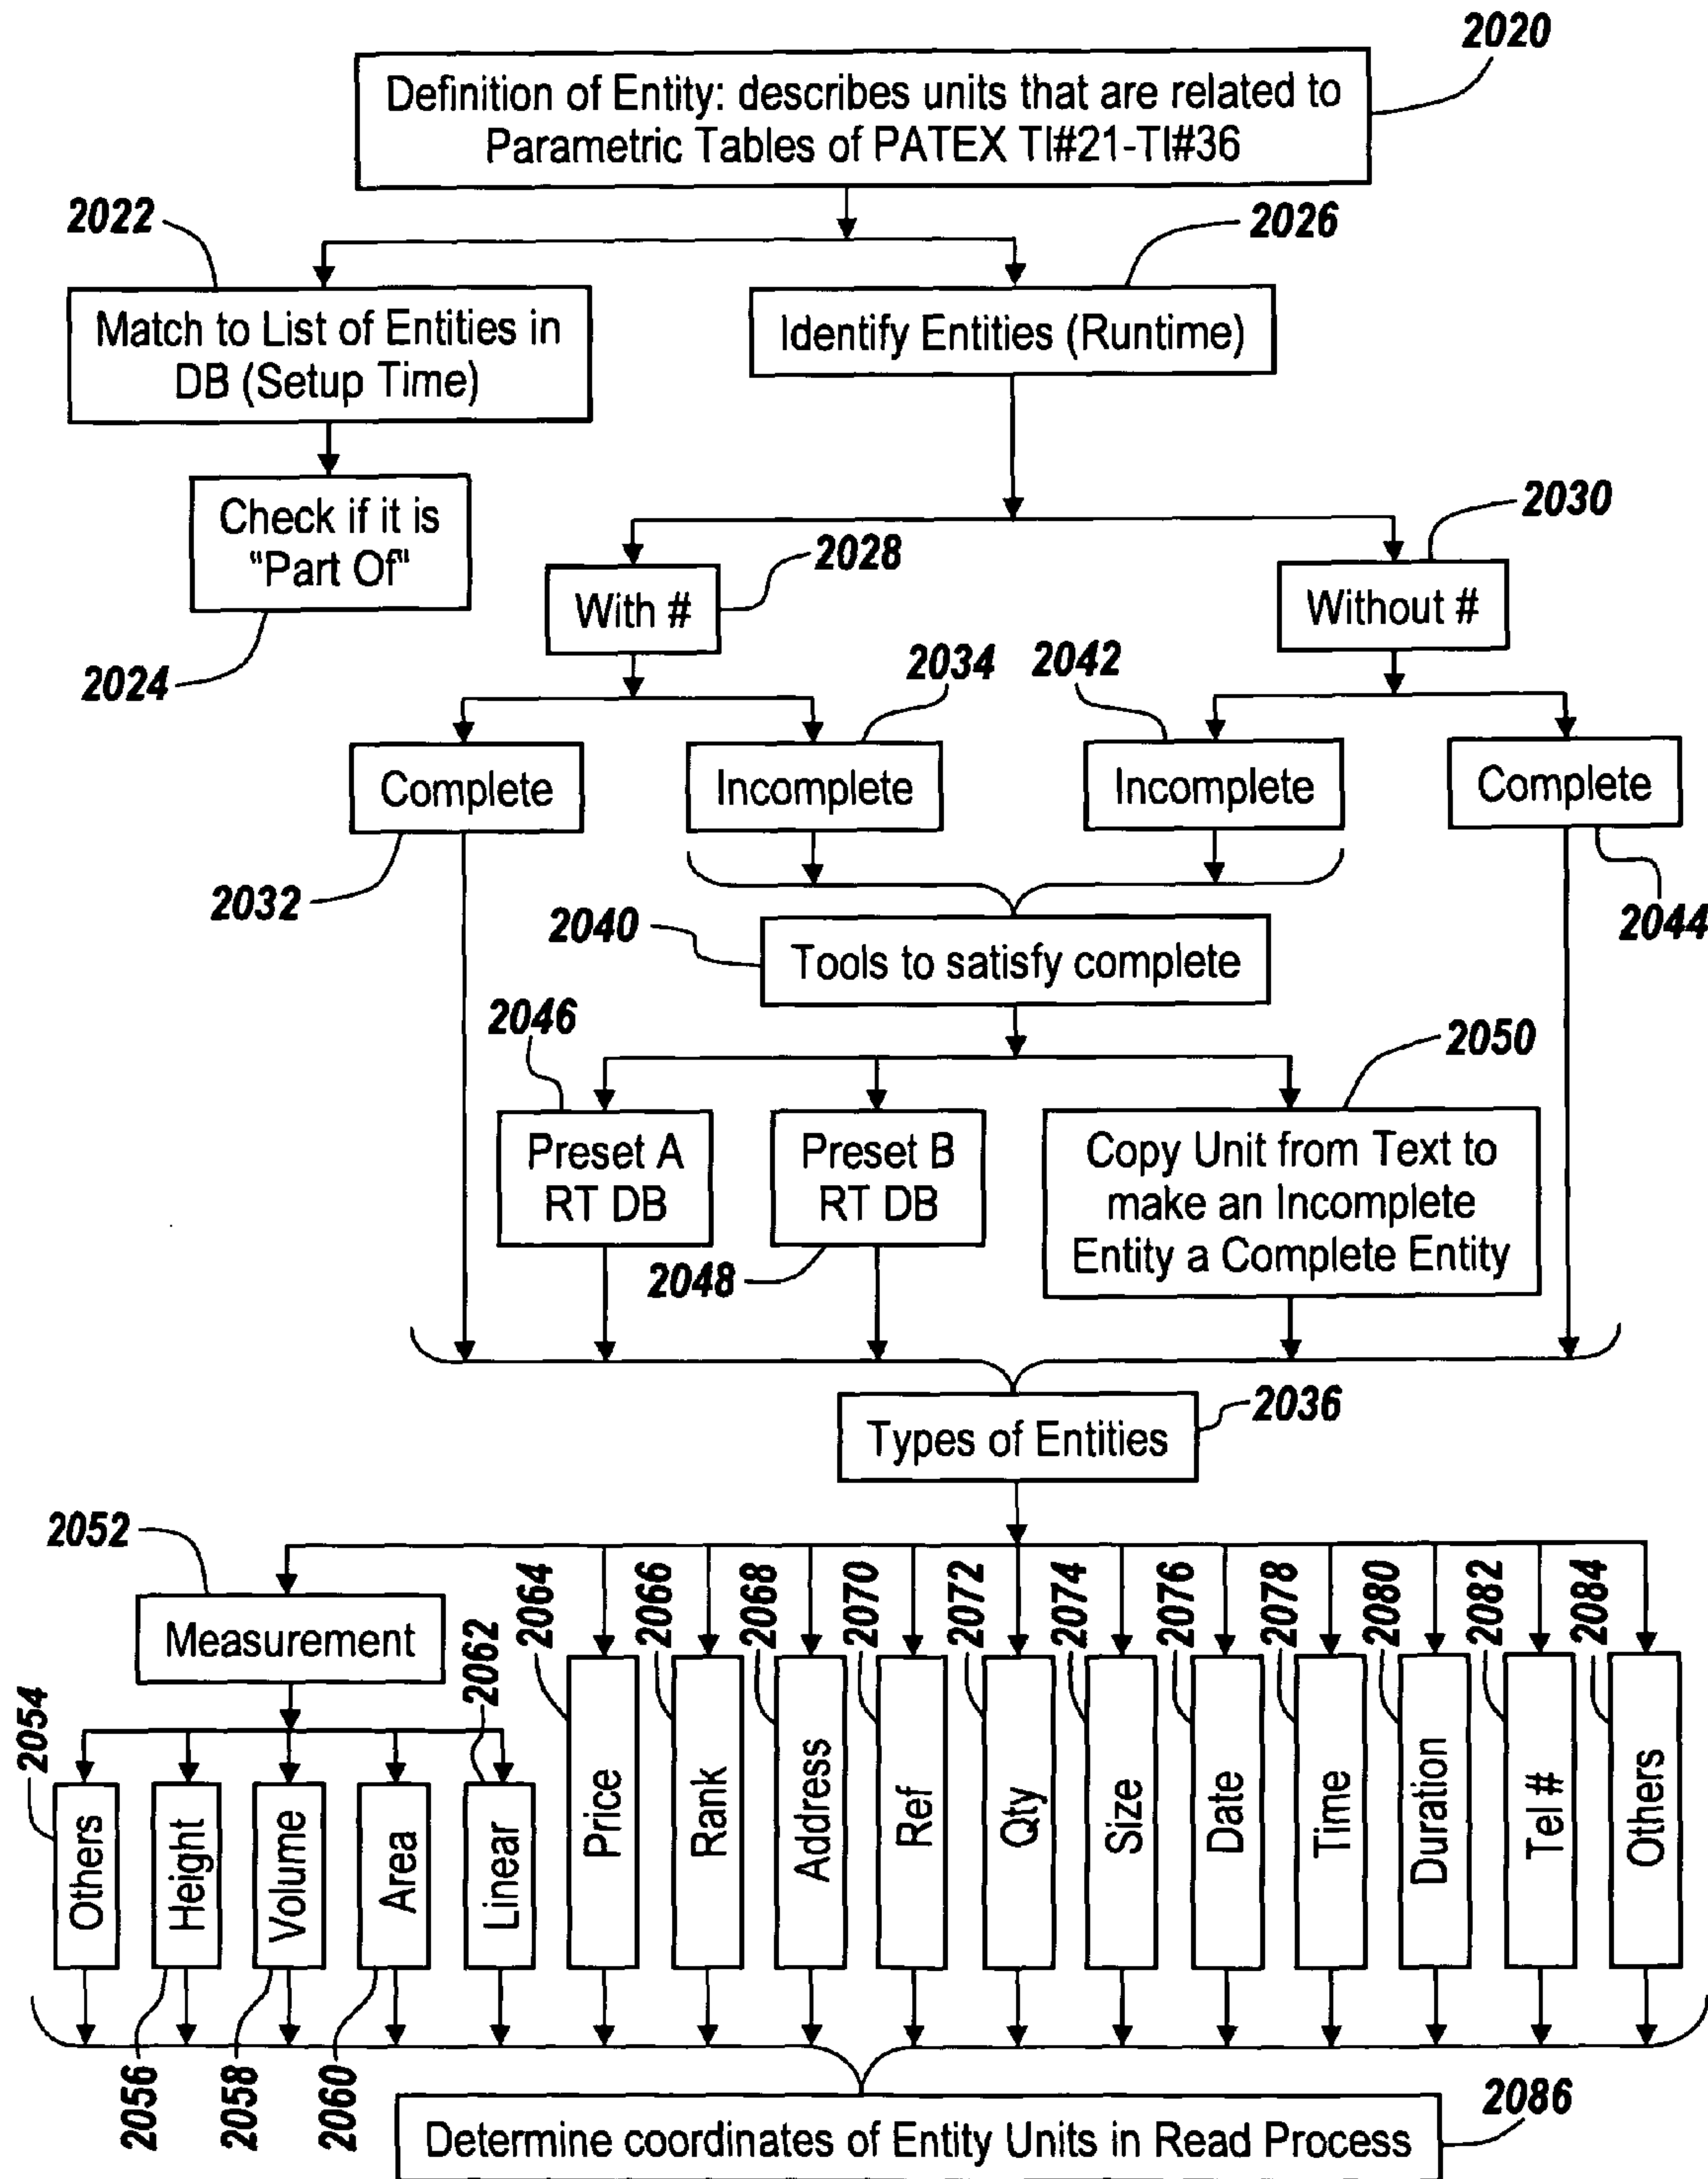 2020
Definition of Entity: describes units that are related to
Parametric Tables of PATEX TI#21-TI#36
2022
2026
Match to List of Entities in
DB (Setup Time)
Identify Entities (Runtime)
Check if it is
"Part Of"
2024
2030
2028
With #
Without #
2034
2042
Complete
Incomplete
Incomplete
Complete
2032
2044
2040
Tools to satisfy complete
2046
2050
Preset A
RT DB
Preset B
RT DB
2048
Copy Unit from Text to
make an Incomplete
Entity a Complete Entity
Types of Entities
2036
2052
Measurement
2054
2062
2064
2066
2068
2070
2072
2074
2076
2078
2080
2082
2084
Others
Height
Volume
Area
Linear
Price
Rank
Address
Ref
Qty
Size
Date
Time
Duration
Tel #
Others
2056
2058
2060
2086
Determine coordinates of Entity Units in Read Process